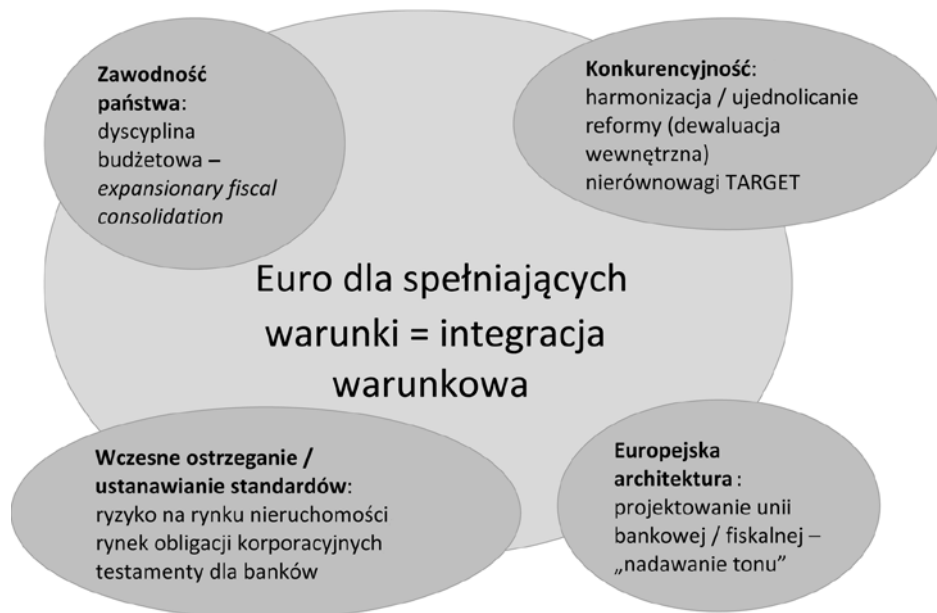 Zawodność
państwa:
dyscyplina
budżetowa –
expansionary fiscal
consolidation
Konkurencyjność:
harmonizacja / ujednolicanie
reformy (dewaluacja
wewnętrzna)
nierównowagi TARGET
Euro dla spełniających
warunki = integracja
warunkowa
Wczesne ostrzeganie /
ustanawianie standardów:
ryzyko na rynku nieruchomości
rynek obligacji korporacyjnych
testamenty dla banków
Europejska
architektura :
projektowanie unii
bankowej / fiskalnej –
„nadawanie tonu”